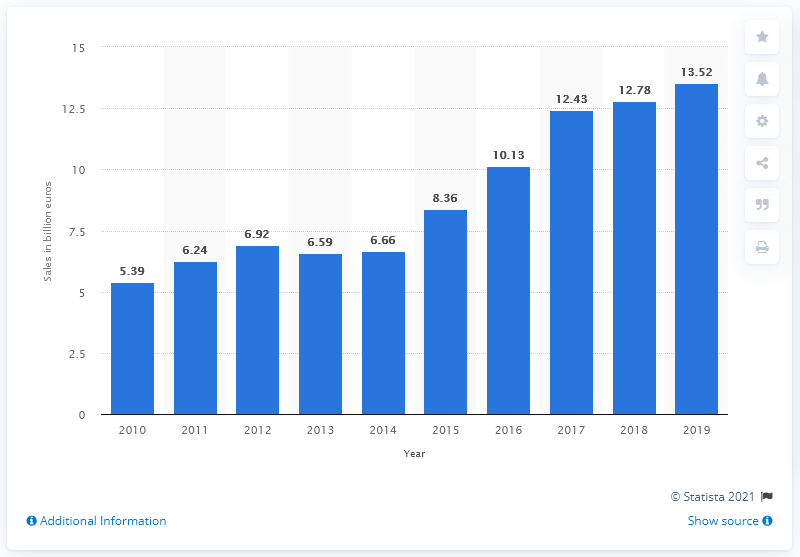 15
12.5
10
7.5
5
2.5
0
Sales in billion euros
5.39
6.24
6.92
6.59
6.66
8.36
10.13
12.43
12.78
13.52
2010 2011 2012 2013 2014 2015 2016 2017 2018 2019
Year
© Statista 2021
Additional Information
Show source